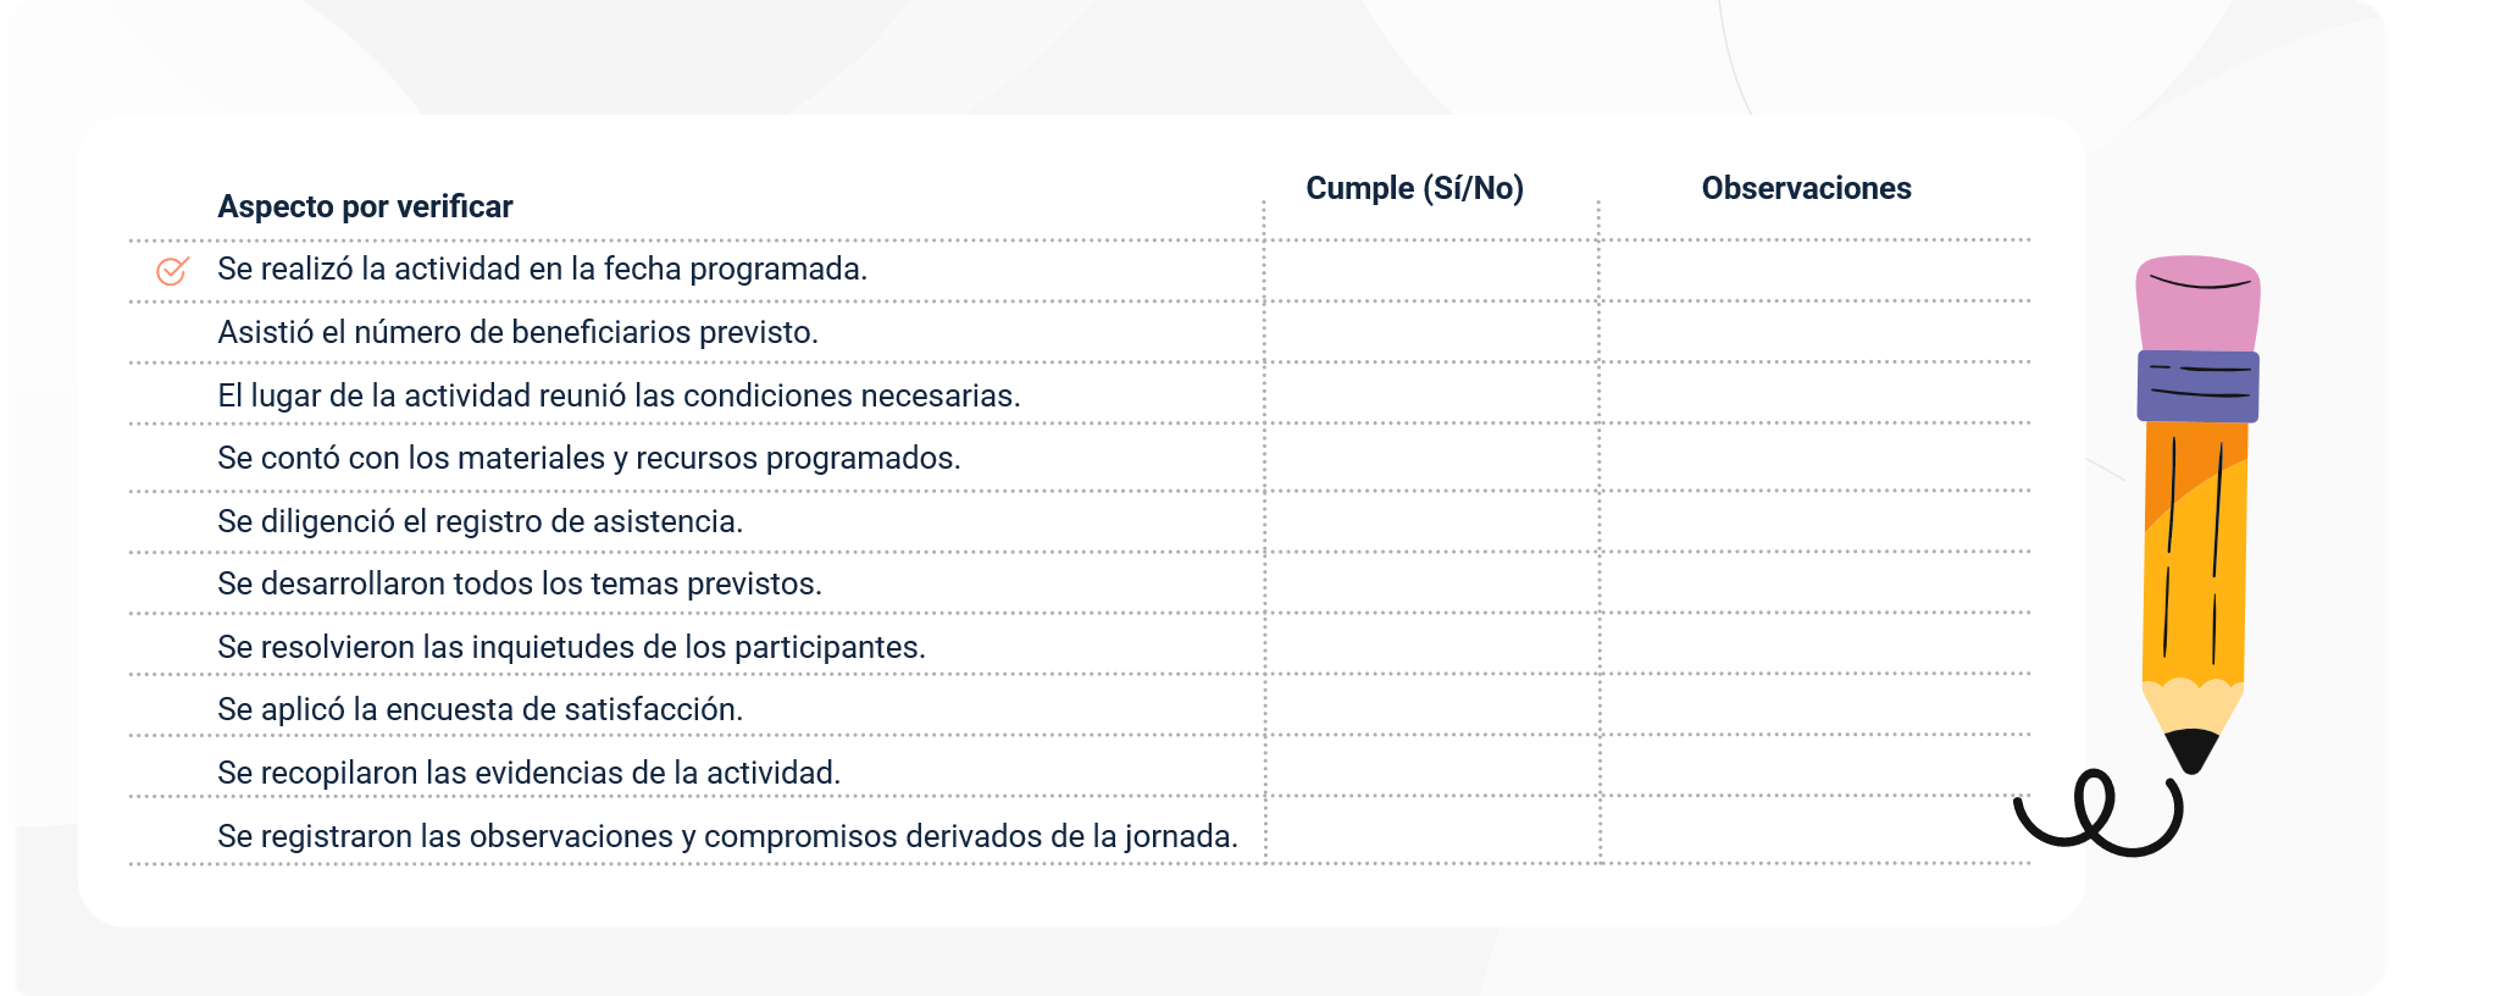 Aspecto por verificar
Cumple (Sí/No)
Observaciones
Se realizó la actividad en la fecha programada.
Asistió el número de beneficiarios previsto.
El lugar de la actividad reunió las condiciones necesarias.
Se contó con los materiales y recursos programados.
Se diligenció el registro de asistencia.
Se desarrollaron todos los temas previstos.
Se resolvieron las inquietudes de los participantes.
Se aplicó la encuesta de satisfacción.
Se recopilaron las evidencias de la actividad.
Se registraron las observaciones y compromisos derivados de la jornada.